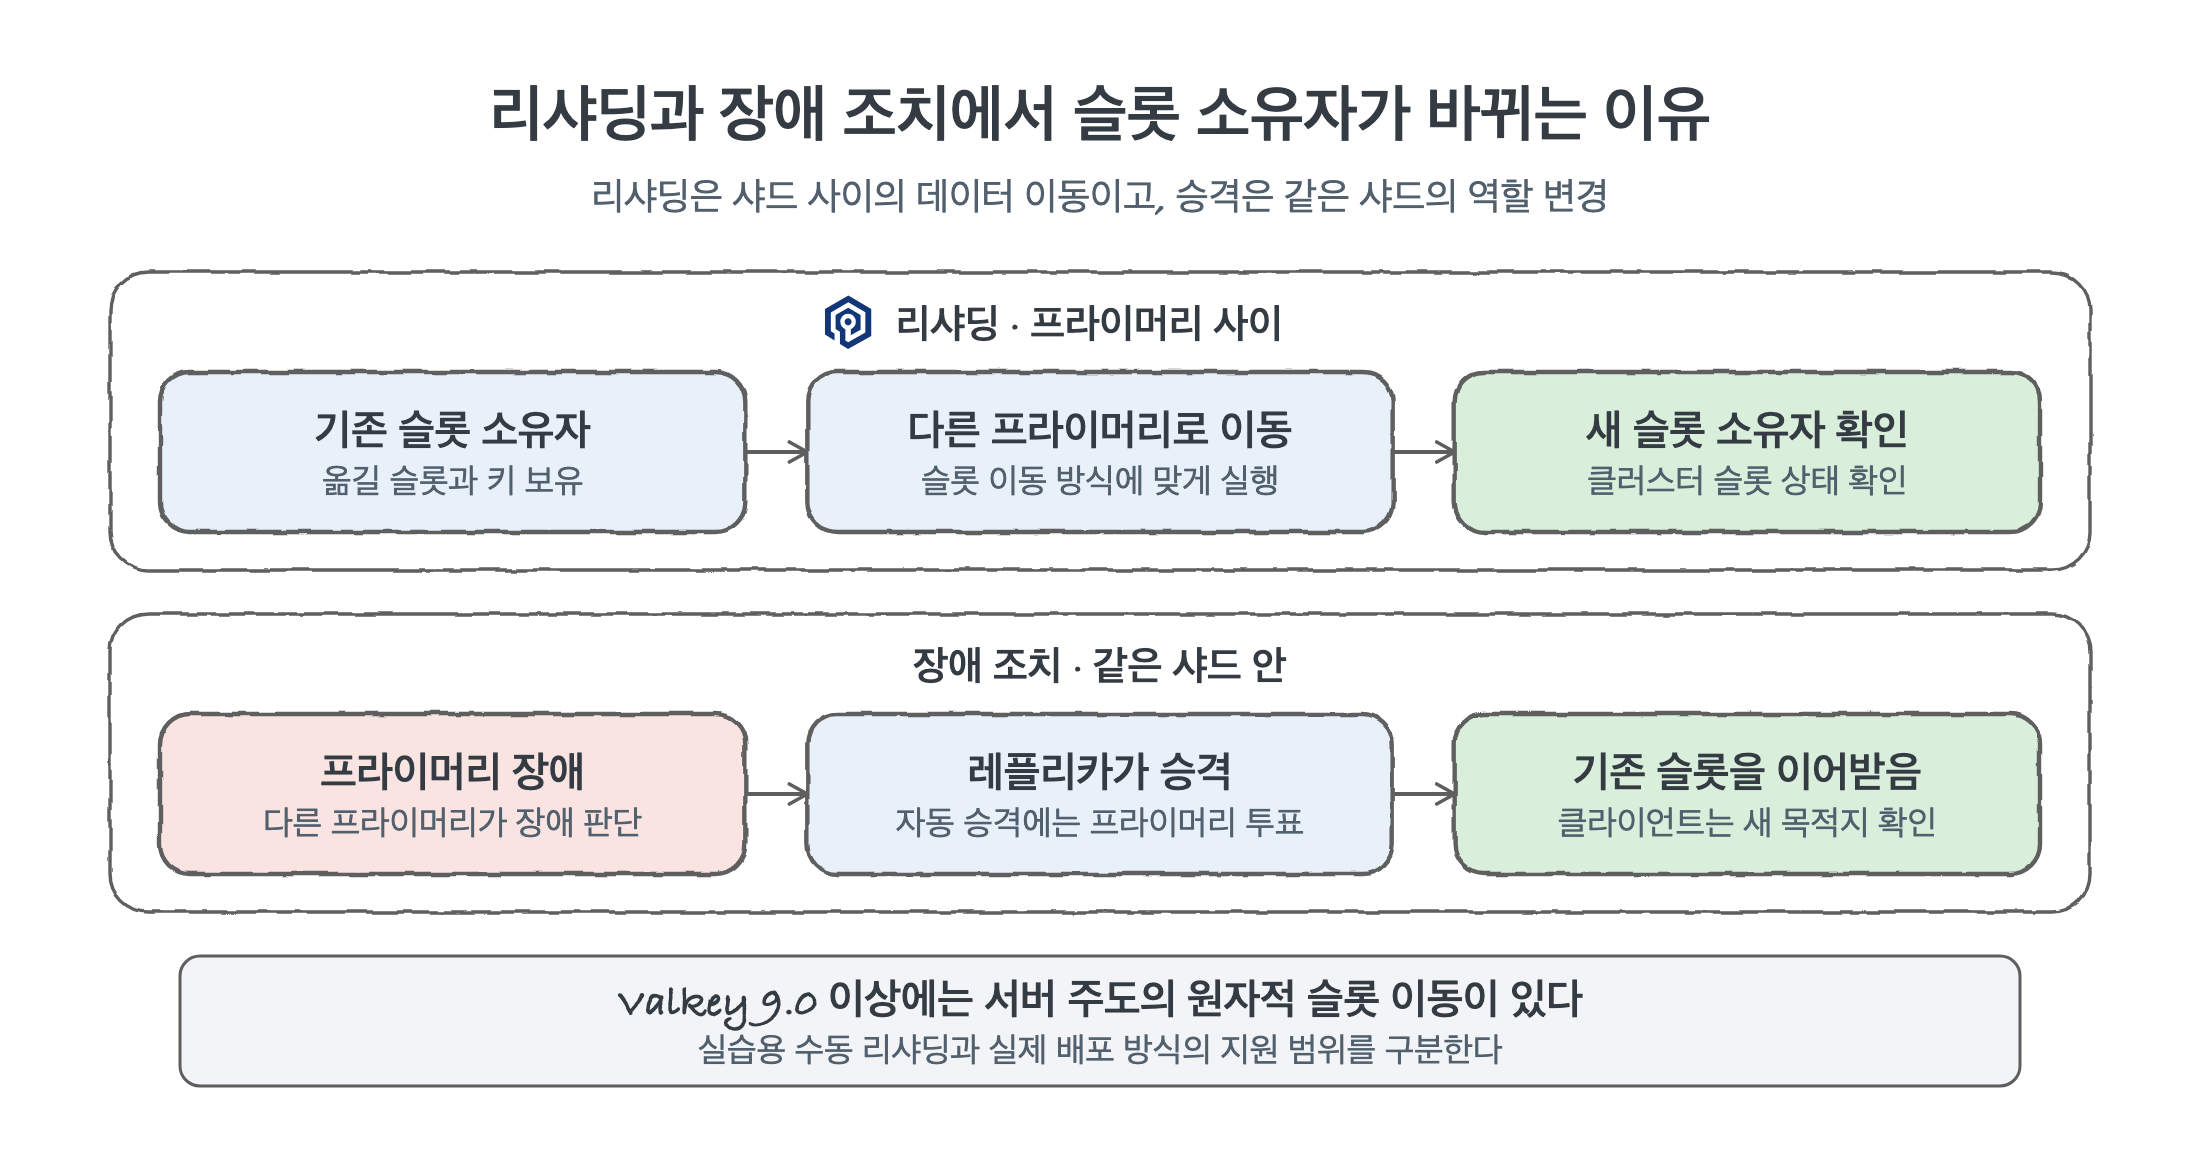 리샤딩과 장애 조치에서 슬롯 소유자가 바뀌는 이유
리샤딩은 샤드 사이의 데이터 이동이고, 승격은 같은 샤드의 역할 변경
리샤딩 · 프라이머리 사이
기존 슬롯 소유자
옮길 슬롯과 키 보유
다른 프라이머리로 이동
슬롯 이동 방식에 맞게 실행
새 슬롯 소유자 확인
클러스터 슬롯 상태 확인
장애 조치 · 같은 샤드 안
프라이머리 장애
다른 프라이머리가 장애 판단
레플리카가 승격
자동 승격에는 프라이머리 투표
기존 슬롯을 이어받음
클라이언트는 새 목적지 확인
Valkey 9.0 이상에는 서버 주도의 원자적 슬롯 이동이 있다
실습용 수동 리샤딩과 실제 배포 방식의 지원 범위를 구분한다